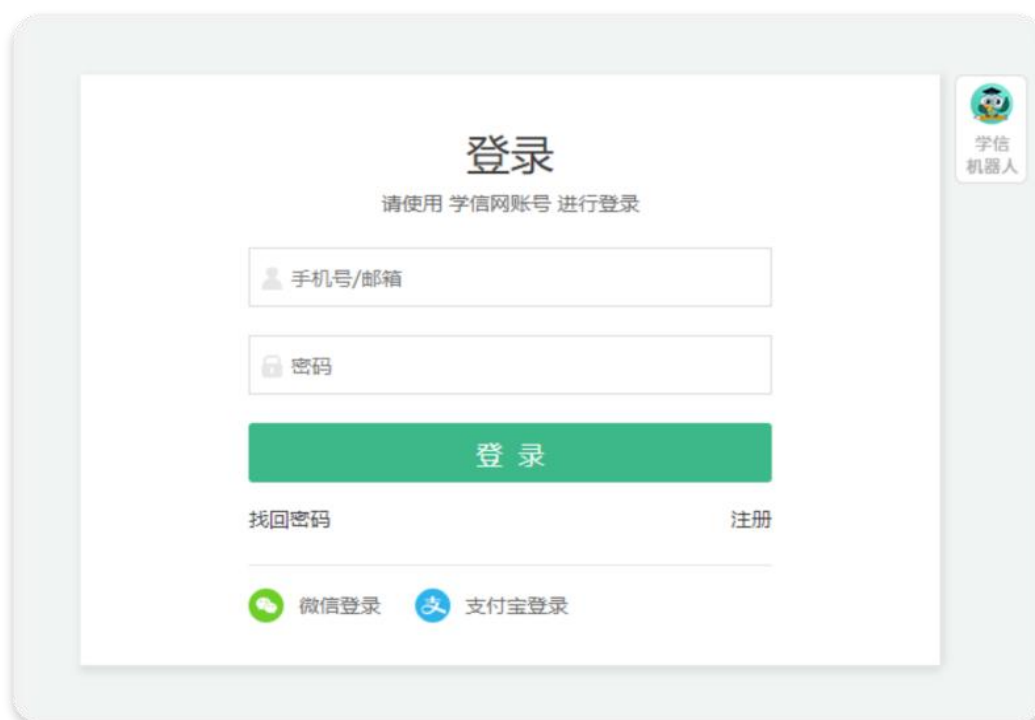 登录
请使用 学信网账号 进行登录
手机号/邮箱
密码
登 录
找回密码 注册
微信登录 支付宝登录
学信
机器人